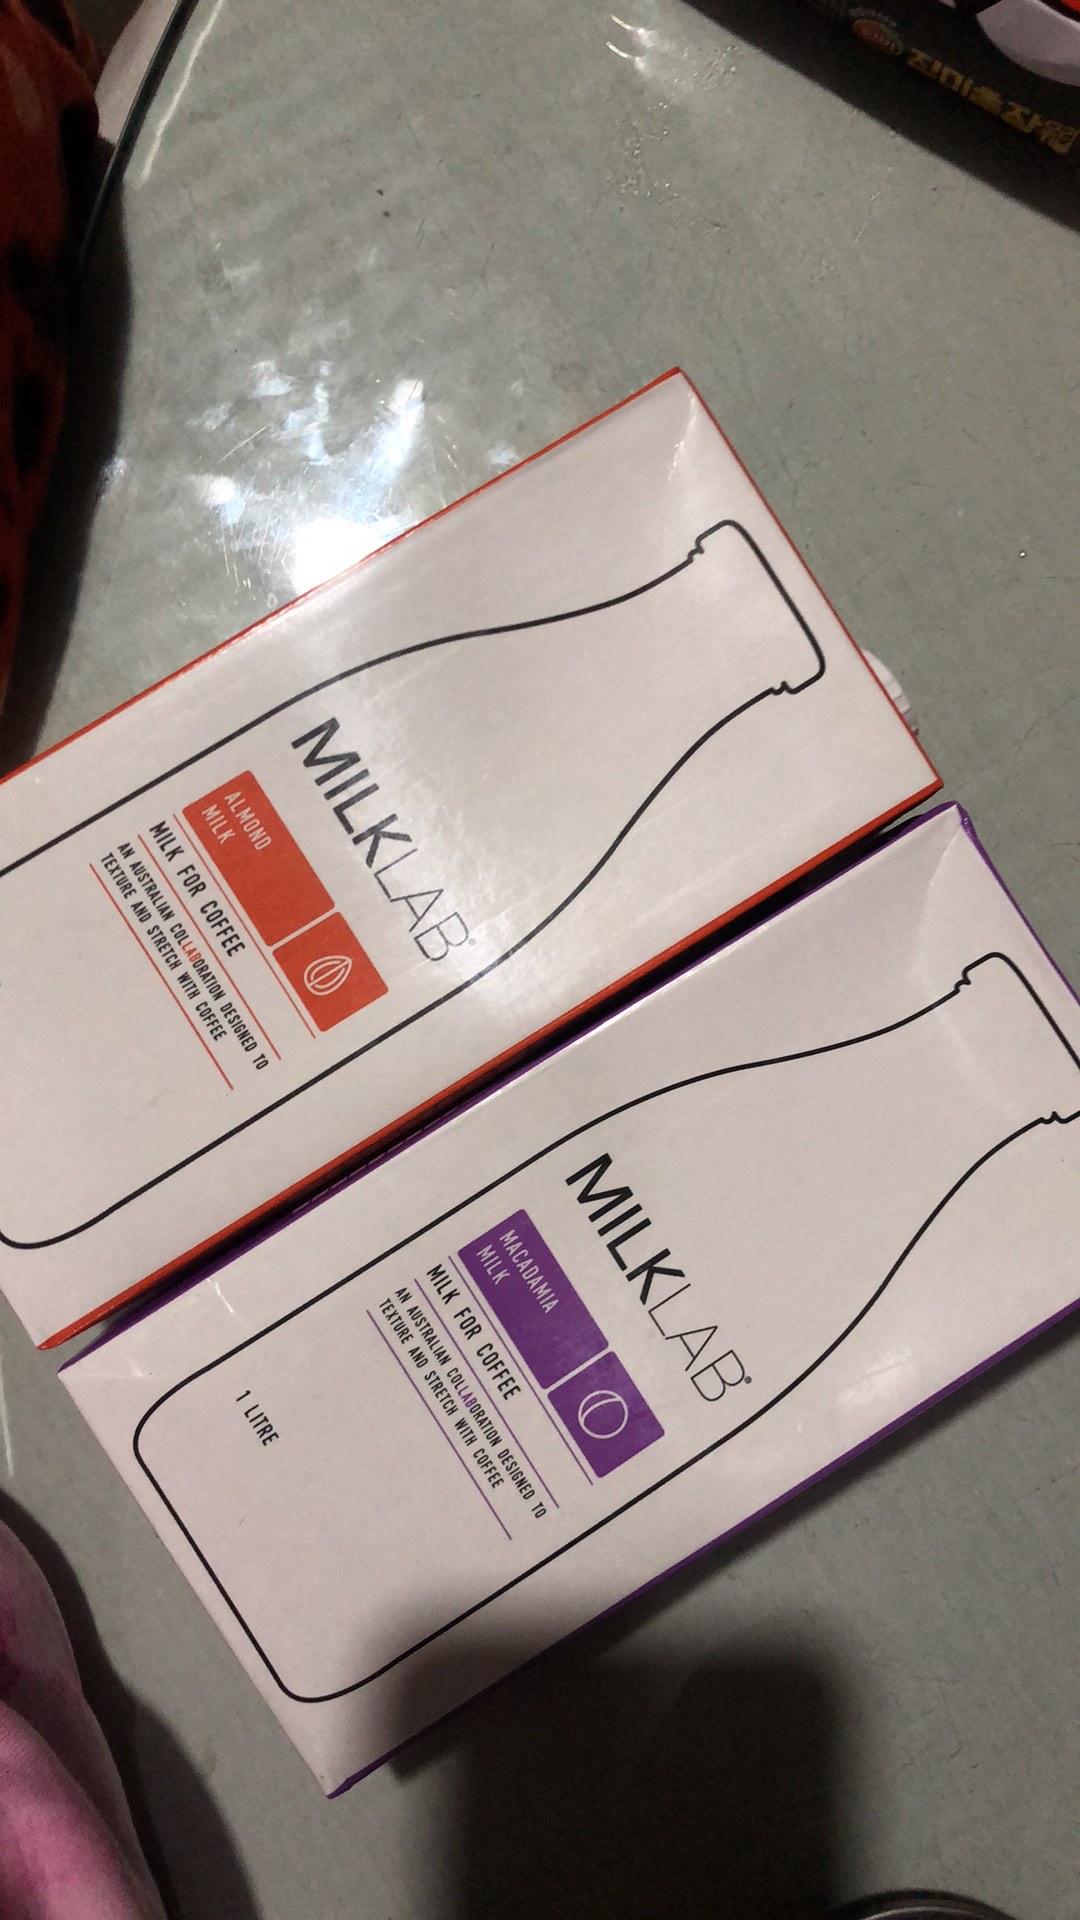 MILKLAB
ALMOND
MILK
MILK FOR COFFEE
AN AUSTRALIAN COLLABORATION DESIGNED TO
TEXTURE AND STRETCH WITH COFFEE
MILKLAB
MACADAMIA
MILK
MILK FOR COFFEE
AN AUSTRALIAN COLLABORATION DESIGNED TO
TEXTURE AND STRETCH WITH COFFEE
1 LITRE